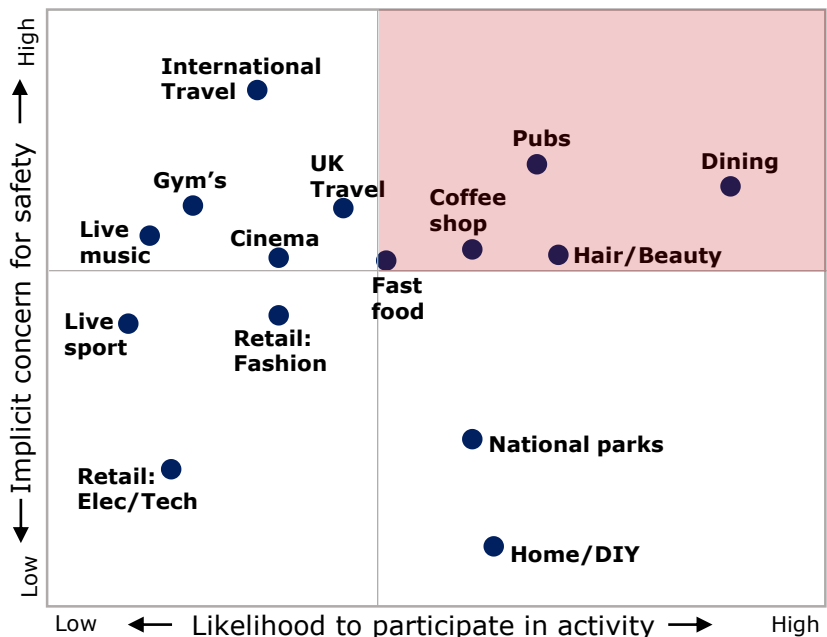 High
Implicit concern for safety
Low
International
Travel
Pubs
Dining
UK
Travel
Gym's
Coffee
shop
Live
music
Cinema
Hair/Beauty
Fast
food
Live
sport
Retail:
Fashion
National parks
Retail:
Elec/Tech
Home/DIY
Low
Likelihood to participate in activity
High